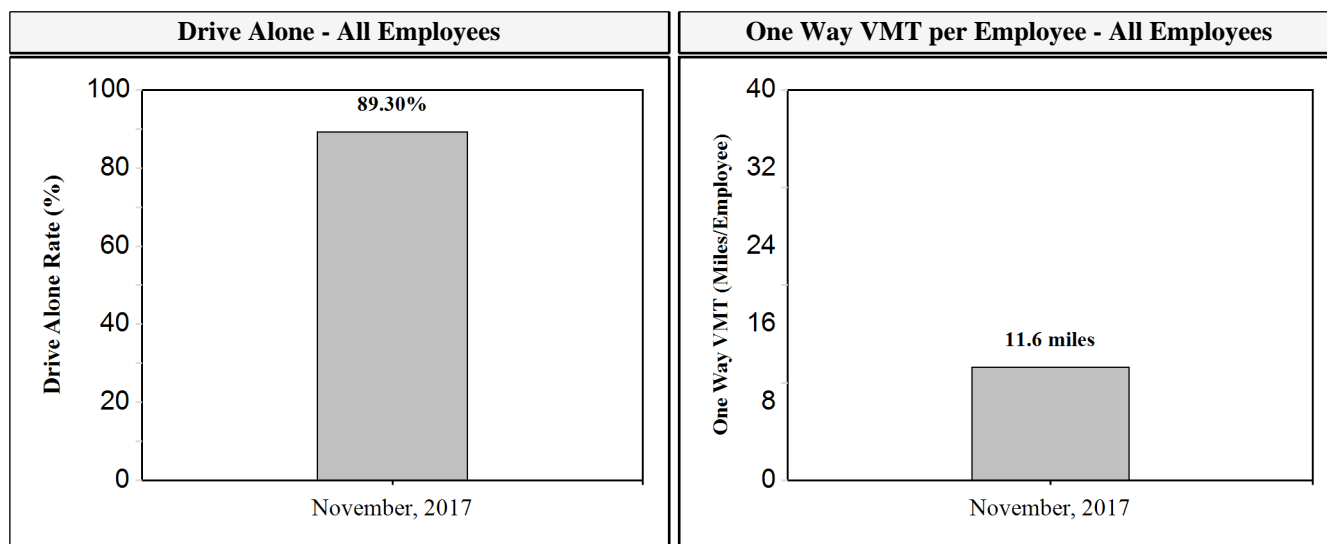 Drive Alone - All Employees
One Way VMT per Employee - All Employees
Drive Alone Rate (%)
100
80
60
40
20
0
89.30%
November, 2017
One Way VMT (Miles/Employee)
40
32
24
16
8
0
11.6 miles
November, 2017